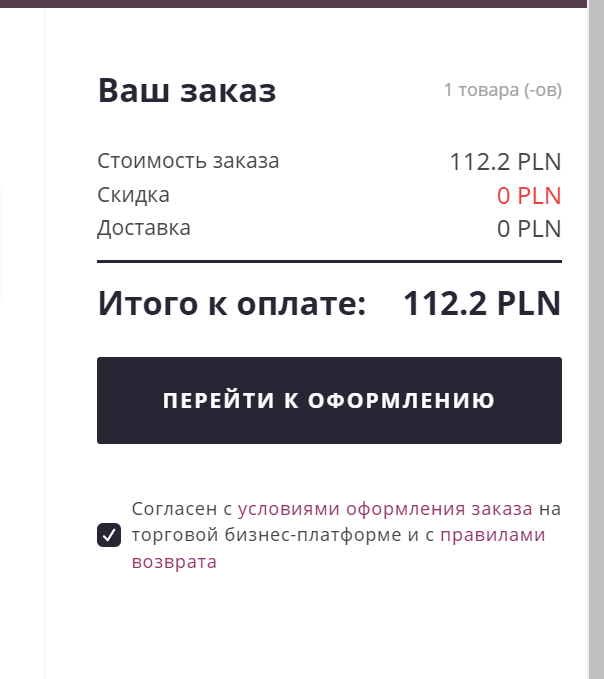 Ваш заказ 1 товара (-ов)
Стоимость заказа 112.2 PLN
Скидка 0 PLN
Доставка 0 PLN
Итого к оплате: 112.2 PLN
ПЕРЕЙТИ К ОФОРМЛЕНИЮ
Согласен с условиями оформления заказа на
торговой бизнес-платформе и с правилами
возврата